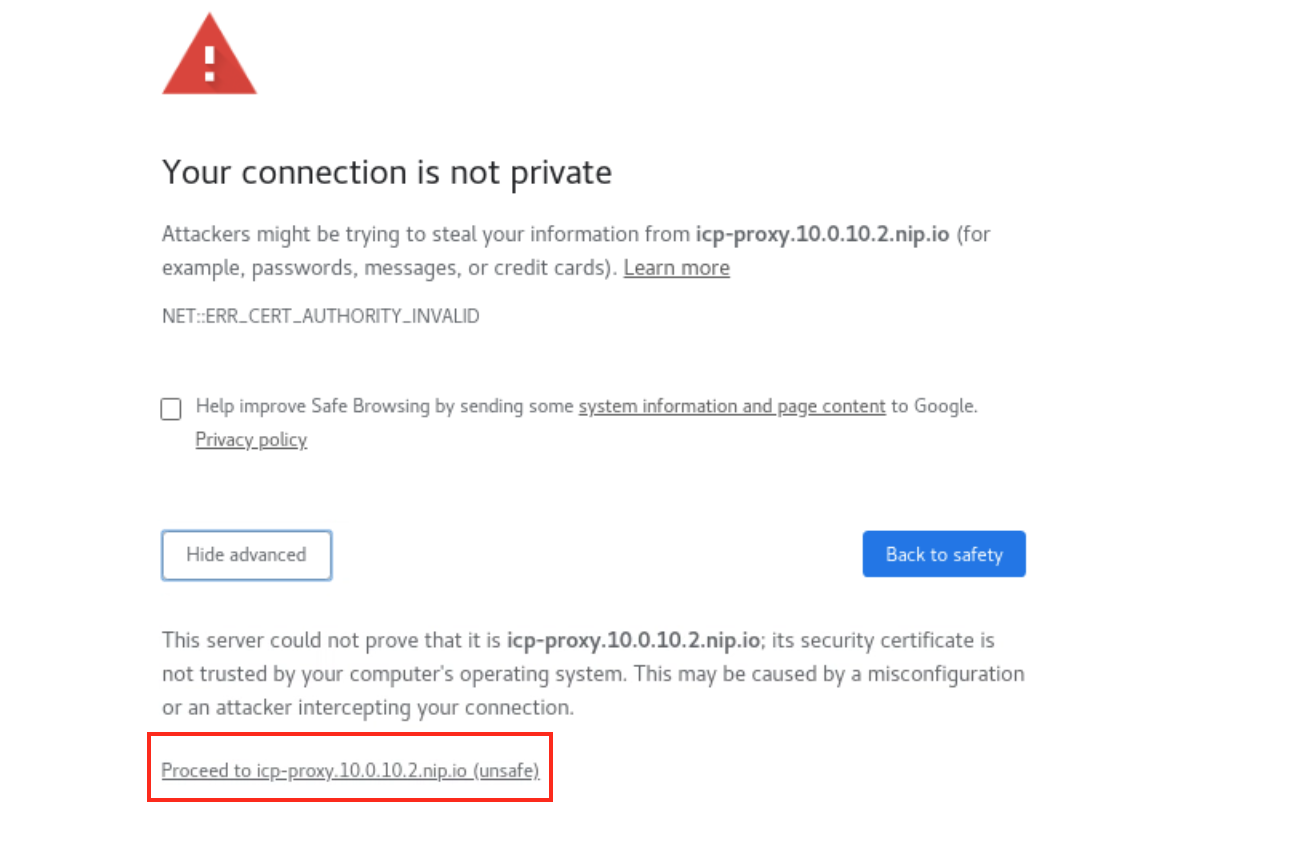 Your connection is not private
Attackers might be trying to steal your information from icp-proxy.10.0.10.2.nip.io (for
example, passwords, messages, or credit cards). Learn more
NET::ERR_CERT_AUTHORITY_INVALID
Help improve Safe Browsing by sending some system information and page content to Google.
Privacy policy
Hide advanced
Back to safety
This server could not prove that it is icp-proxy.10.0.10.2.nip.io; its security certificate is
not trusted by your computer's operating system. This may be caused by a misconfiguration
or an attacker intercepting your connection.
Proceed to icp-proxy.10.0.10.2.nip.io (unsafe)